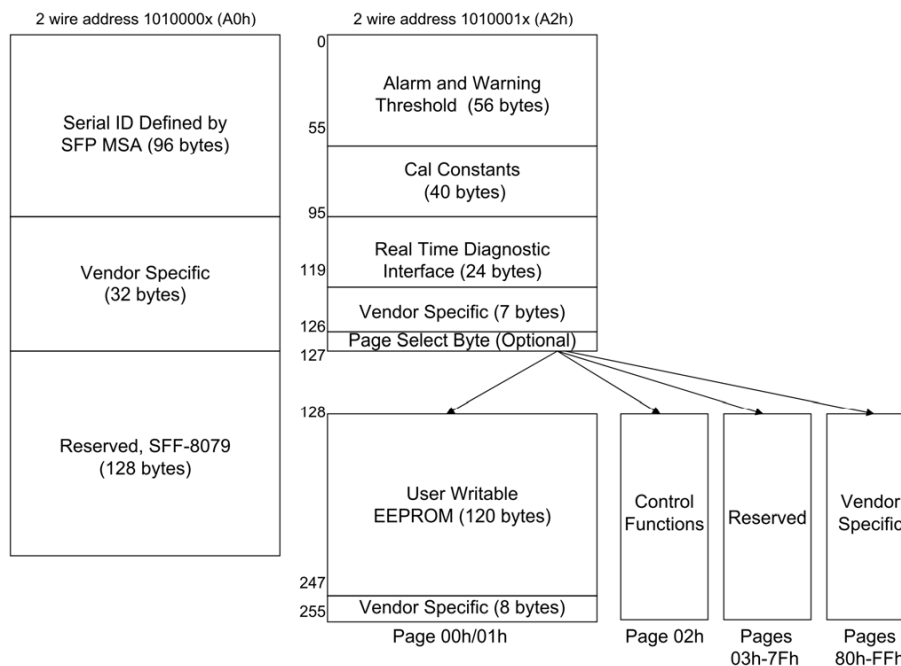 2 wire address 1010000x (A0h)
Serial ID Defined by
SFP MSA (96 bytes)
Vendor Specific
(32 bytes)
Reserved, SFF-8079
(128 bytes)
2 wire address 1010001x (A2h)
0
Alarm and Warning
Threshold (56 bytes)
55
Cal Constants
(40 bytes)
95
Real Time Diagnostic
Interface (24 bytes)
119
Vendor Specific (7 bytes)
126
Page Select Byte (Optional)
127
128
User Writable
EEPROM (120 bytes)
247
Vendor Specific (8 bytes)
255
Page 00h/01h
Control
Functions
Page 02h
Reserved
Pages
03h-7Fh
Vendor
Specific
Pages
80h-FFh